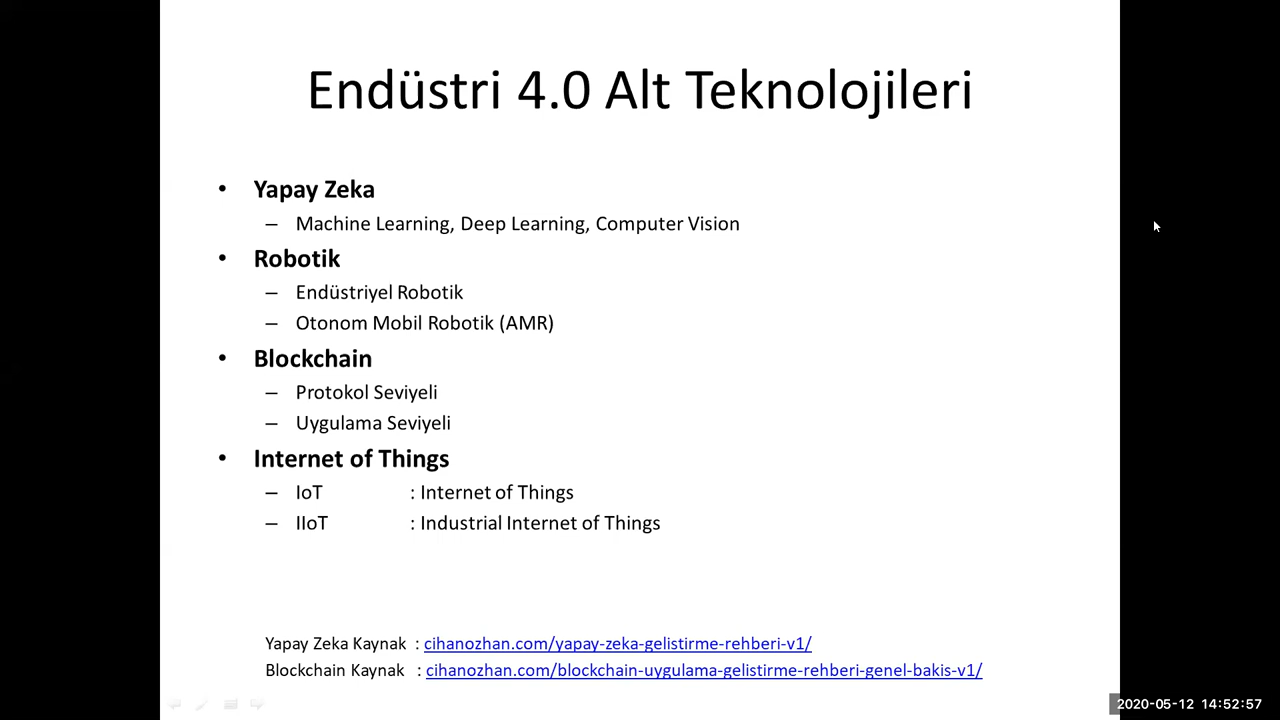 Endüstri 4.0 Alt Teknolojileri
• Yapay Zeka
– Machine Learning, Deep Learning, Computer Vision
• Robotik
– Endüstriyel Robotik
– Otonom Mobil Robotik (AMR)
• Blockchain
– Protokol Seviyeli
– Uygulama Seviyeli
• Internet of Things
– IoT : Internet of Things
– IIoT : Industrial Internet of Things
Yapay Zeka Kaynak : cihanozhan.com/yapay-zeka-gelistirme-rehberi-v1/
Blockchain Kaynak : cihanozhan.com/blockchain-uygulama-gelistirme-rehberi-genel-bakis-v1/
2020-05-12 14:52:57